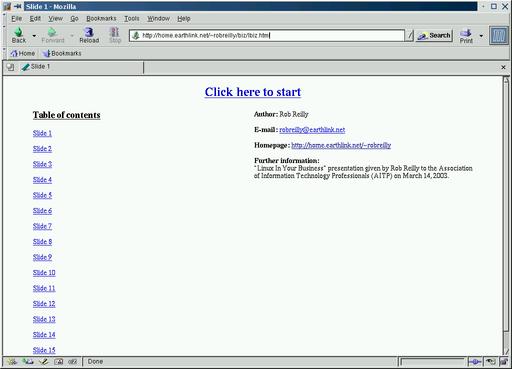 Slide 1 - Mozilla
File Edit View Go Bookmarks Tools Window Help
Back Forward Reload Stop http://home.earthlink.net/~robreilly/biz/lbiz.html Search Print
Home Bookmarks
Slide 1
Click here to start
Table of contents
Slide 1
Slide 2
Slide 3
Slide 4
Slide 5
Slide 6
Slide 7
Slide 8
Slide 9
Slide 10
Slide 11
Slide 12
Slide 13
Slide 14
Slide 15
Author: Rob Reilly
E-mail: robreilly@earthlink.net
Homepage: http://home.earthlink.net/~robreilly
Further information:
"Linux In Your Business" presentation given by Rob Reilly to the Association
of Information Technology Professionals (AITP) on March 14, 2003.
Done